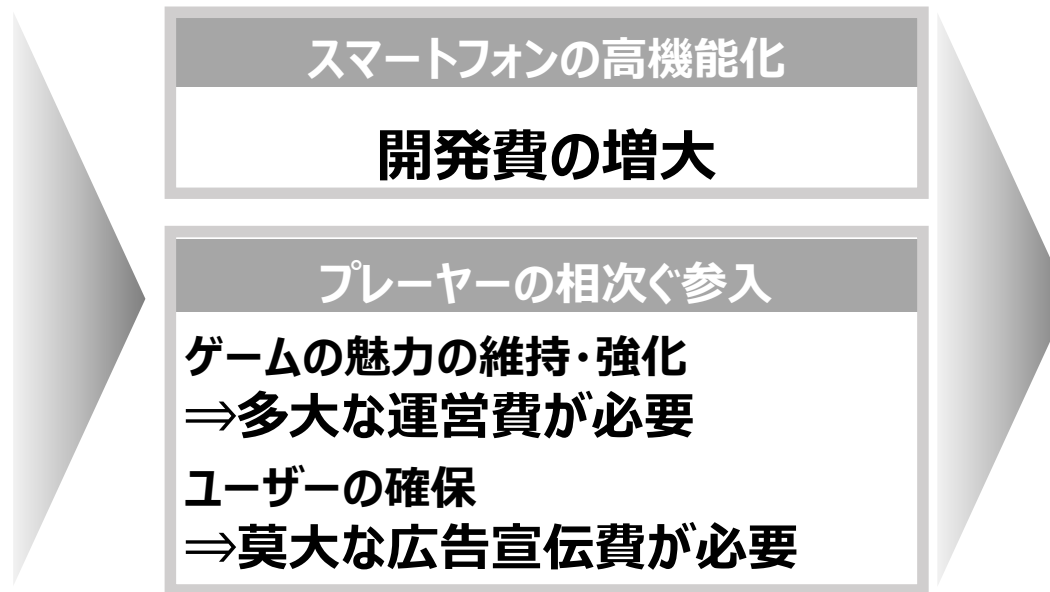 スマートフォンの高機能化
開発費の増大
プレーヤーの相次ぐ参入
ゲームの魅力の維持・強化
⇒多大な運営費が必要
ユーザーの確保
⇒莫大な広告宣伝費が必要